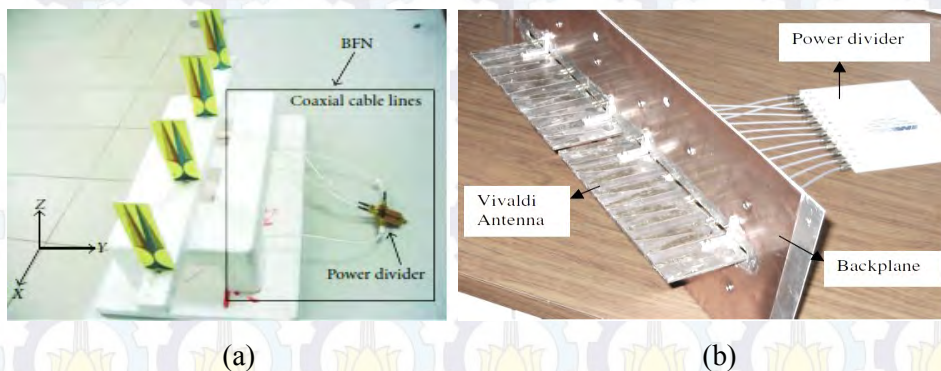 BFN
Coaxial cable lines
Z
Y
X
Power divider
(a)
Power divider
Vivaldi
Antenna
Backplane
(b)